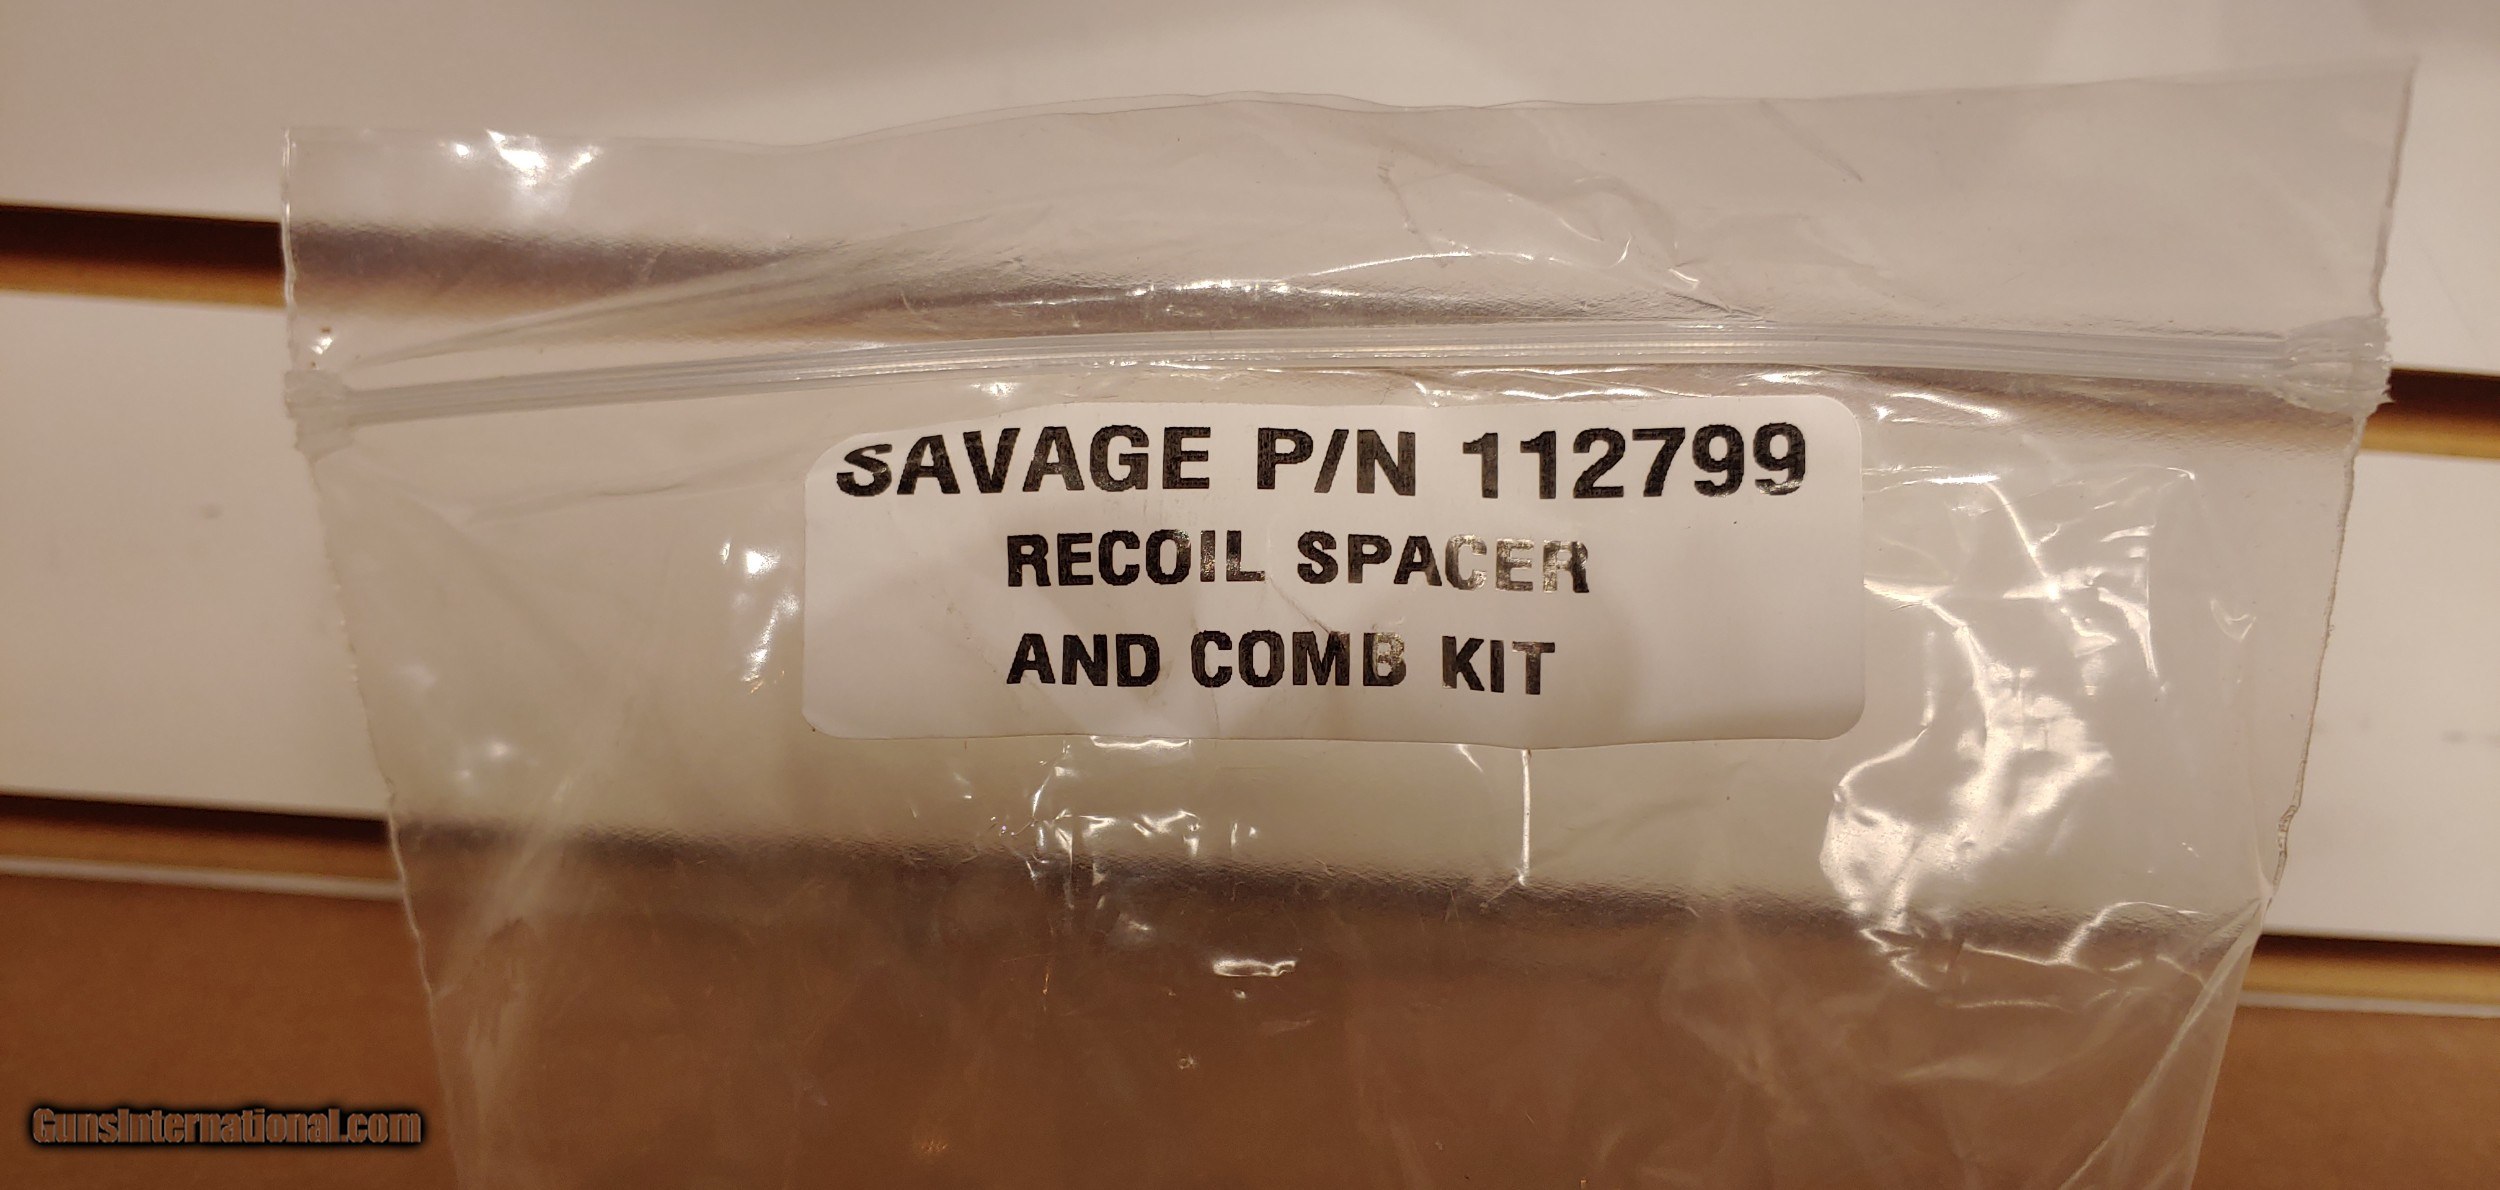 SAVAGE P/N 112799
RECOIL SPACER
AND COMB KIT
GunsInternational.com